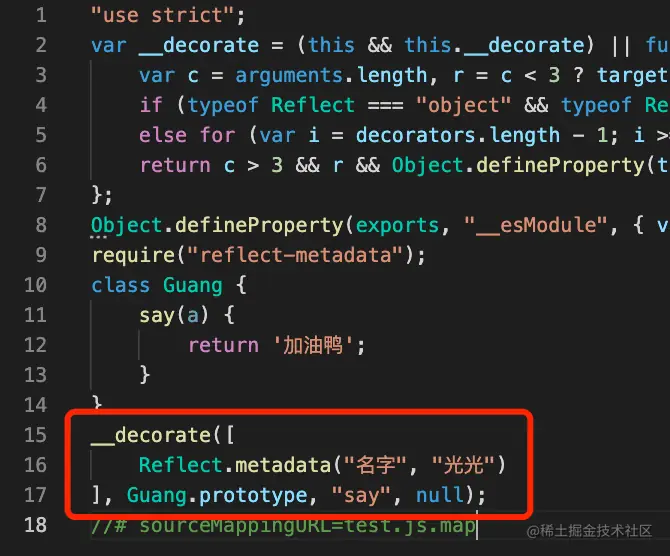 1 "use strict";
2 var __decorate = (this && this.__decorate) || fu
3 var c = arguments.length, r = c < 3 ? target
4 if (typeof Reflect === "object" && typeof Re
5 else for (var i = decorators.length - 1; i >
6 return c > 3 && r && Object.defineProperty(t
7 };
8 Object.defineProperty(exports, "__esModule", { v
9 require("reflect-metadata");
10 class Guang {
11 say(a) {
12 return '加油鸭';
13 }
14 }
15 __decorate([
16 Reflect.metadata("名字", "光光")
17 ], Guang.prototype, "say", null);
18 //# sourceMappingURL=test.js.map
@稀土掘金技术社区